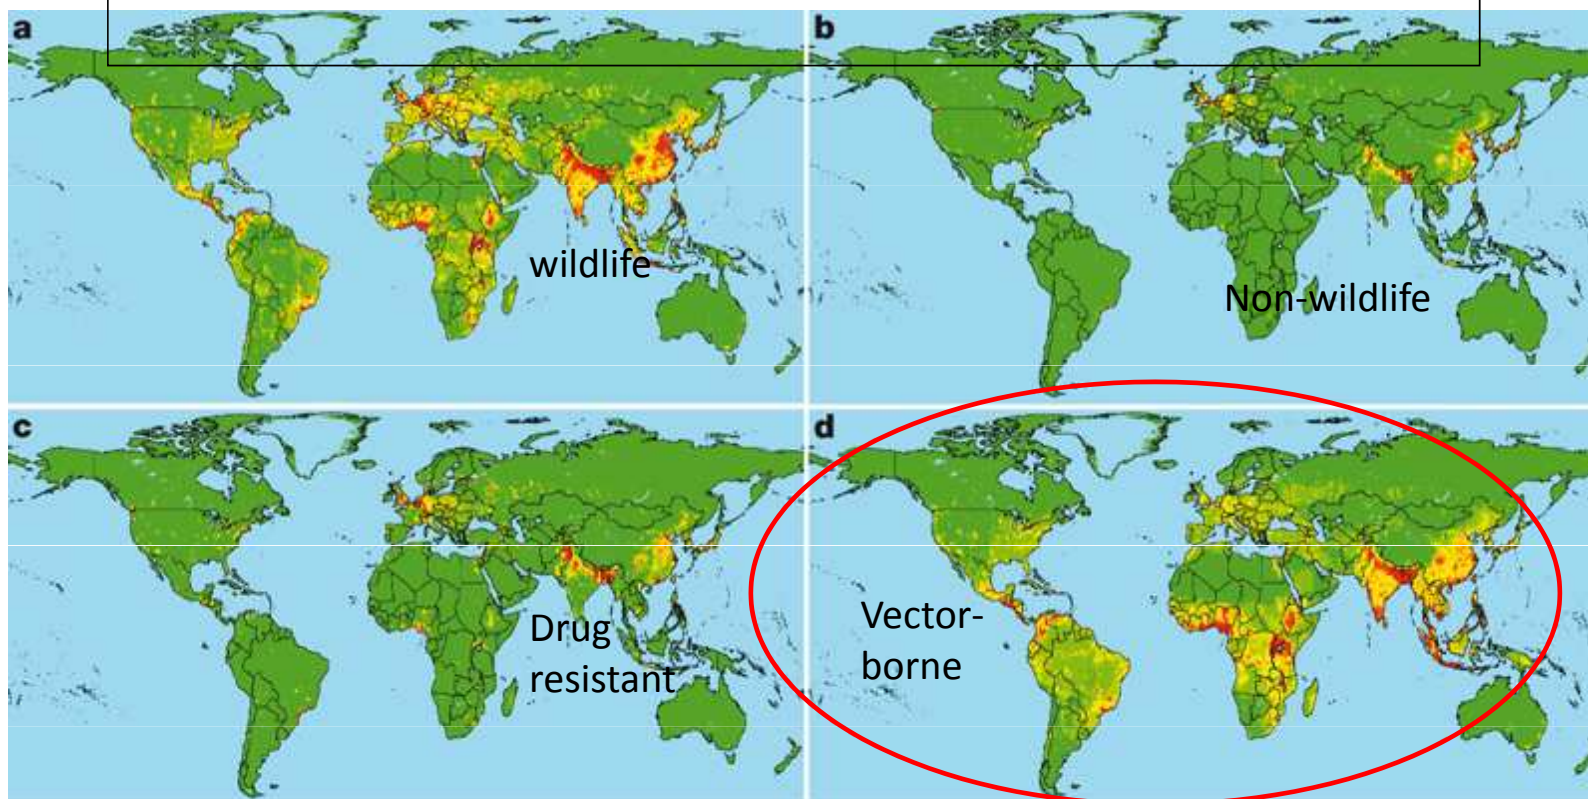 a
b
wildlife
Non-wildlife
c
d
Drug
resistant
Vector-
borne